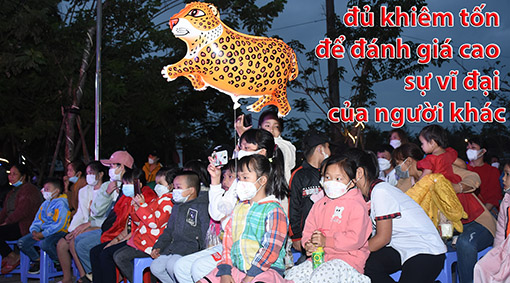 đủ khiêm tốn
để đánh giá cao
sự vĩ đại
của người khác